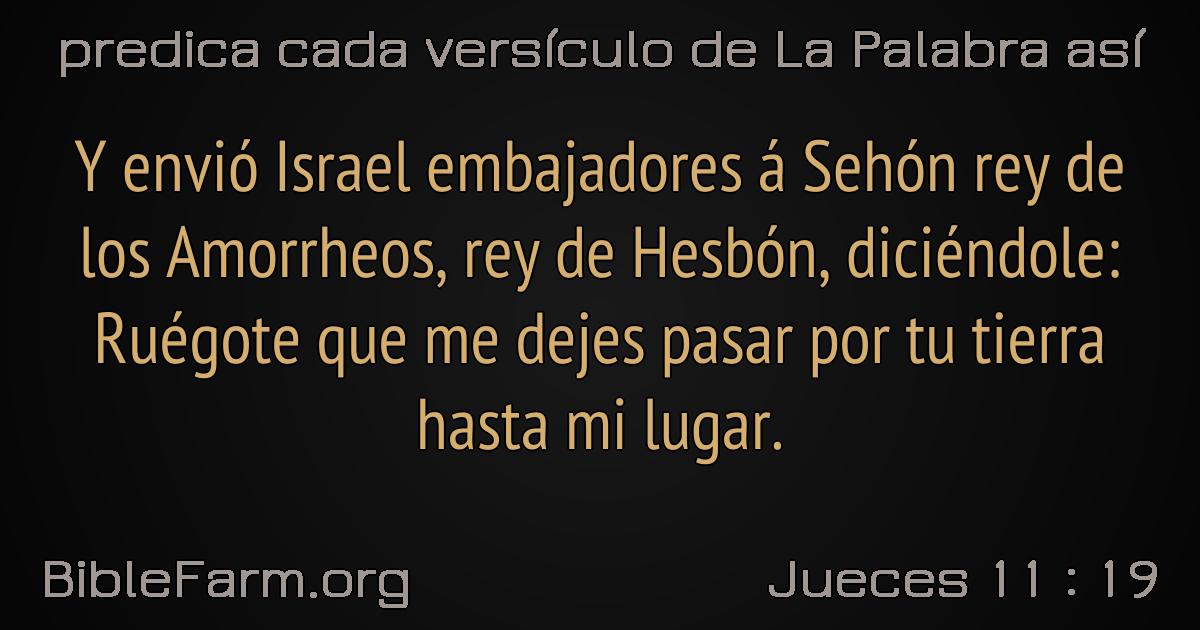 predica cada versículo de La Palabra así
Y envió Israel embajadores á Sehón rey de
los Amorrheos, rey de Hesbón, diciéndole:
Ruégote que me dejes pasar por tu tierra
hasta mi lugar.
BibleFarm.org
Jueces 11 : 19